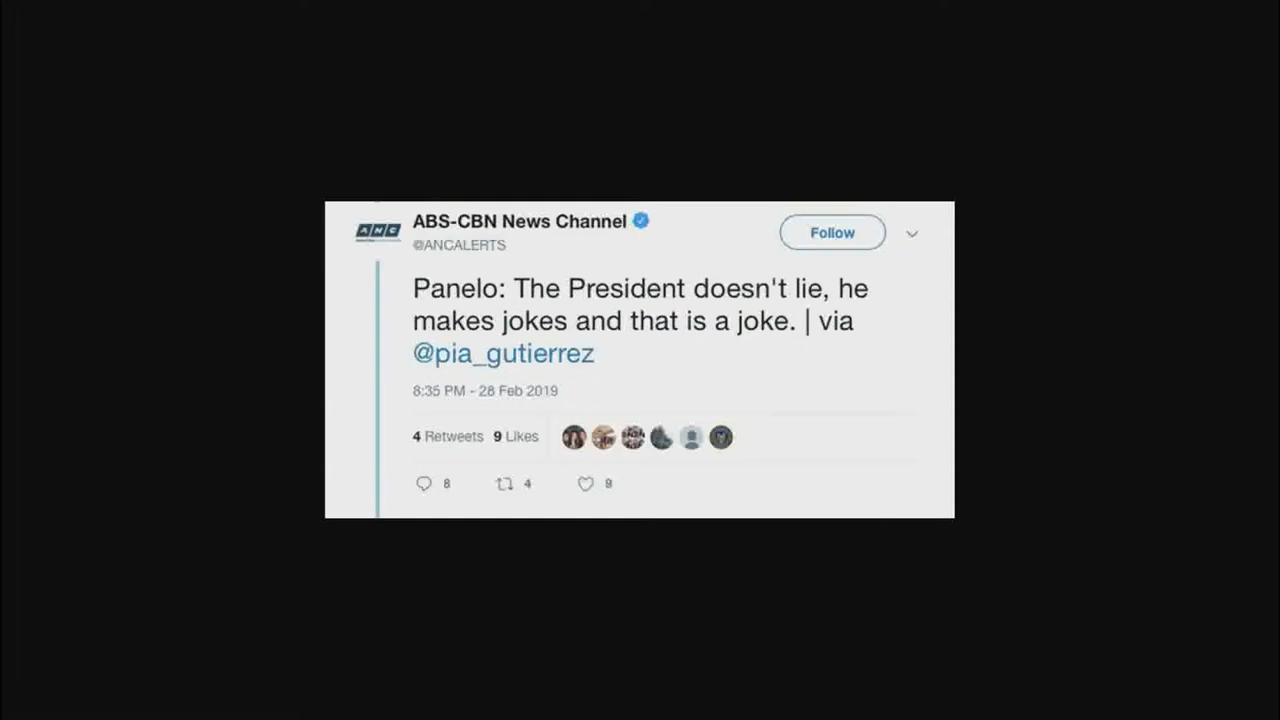 ANC
ABS-CBN News Channel
@ANCALERTS
Follow
Panelo: The President doesn't lie, he
makes jokes and that is a joke. | via
@pia_gutierrez
8:35 PM - 28 Feb 2019
4 Retweets 9 Likes
8 4 9